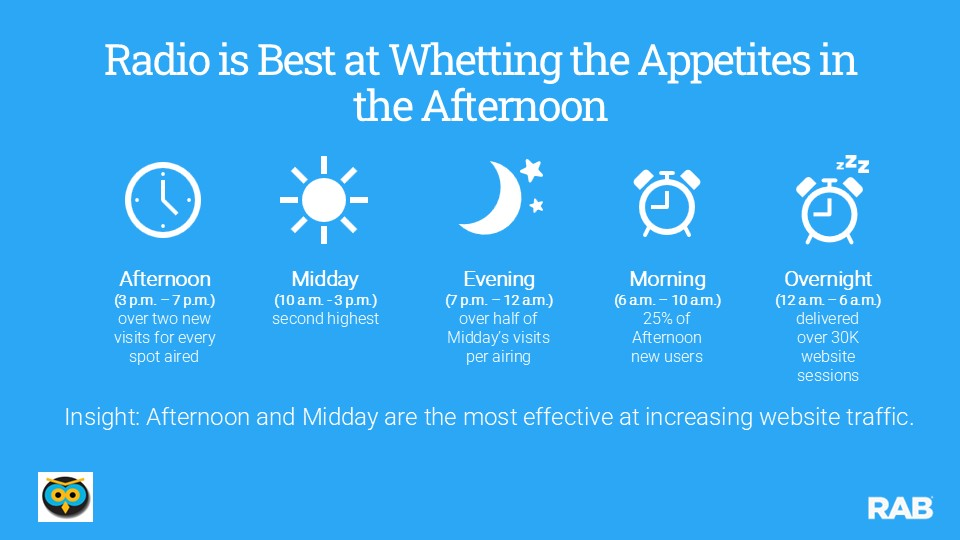 Radio is Best at Whetting the Appetites in
the Afternoon
zzz
Afternoon
(3 p.m. – 7 p.m.)
over two new
visits for every
spot aired
Midday
(10 a.m. - 3 p.m.)
second highest
Evening
(7 p.m. – 12 a.m.)
over half of
Midday's visits
per airing
Morning
(6 a.m. – 10 a.m.)
25% of
Afternoon
new users
Overnight
(12 a.m. – 6 a.m.)
delivered
over 30K
website
sessions
Insight: Afternoon and Midday are the most effective at increasing website traffic.
RAB